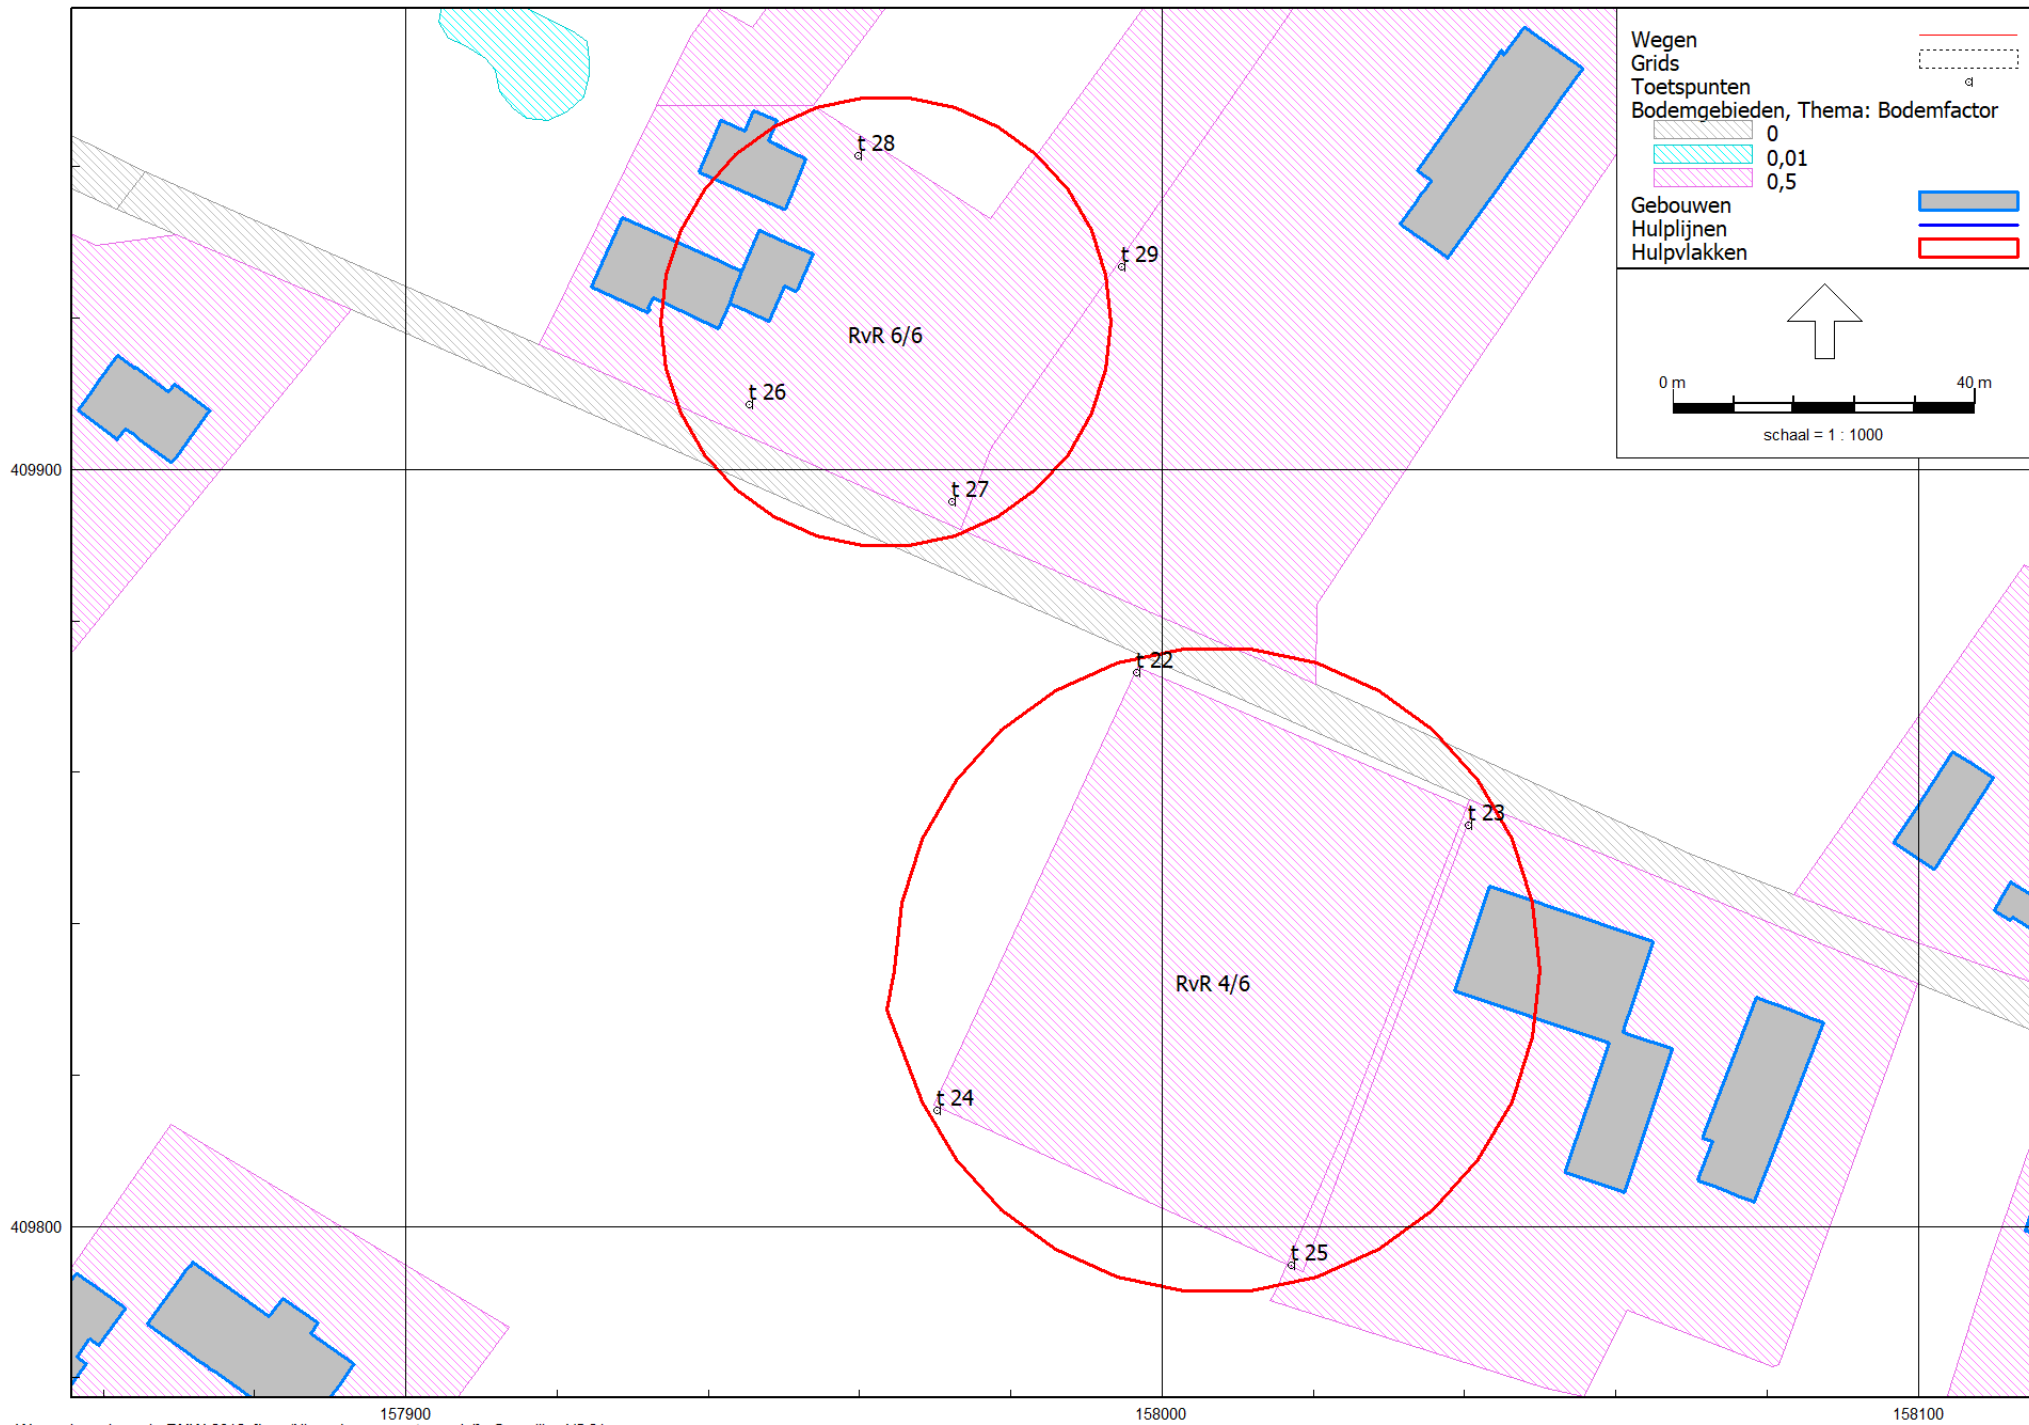 Wegen
Grids
Toetspunten
Bodemgebieden, Thema: Bodemfactor
0
0,01
0,5
Gebouwen
Hulplijnen
Hulpvlakken
0 m 40 m
schaal = 1 : 1000
t 28
t 29
RvR 6/6
t 26
t 27
409900
t 22
t 23
RvR 4/6
t 24
t 25
409800
157900 158000 158100